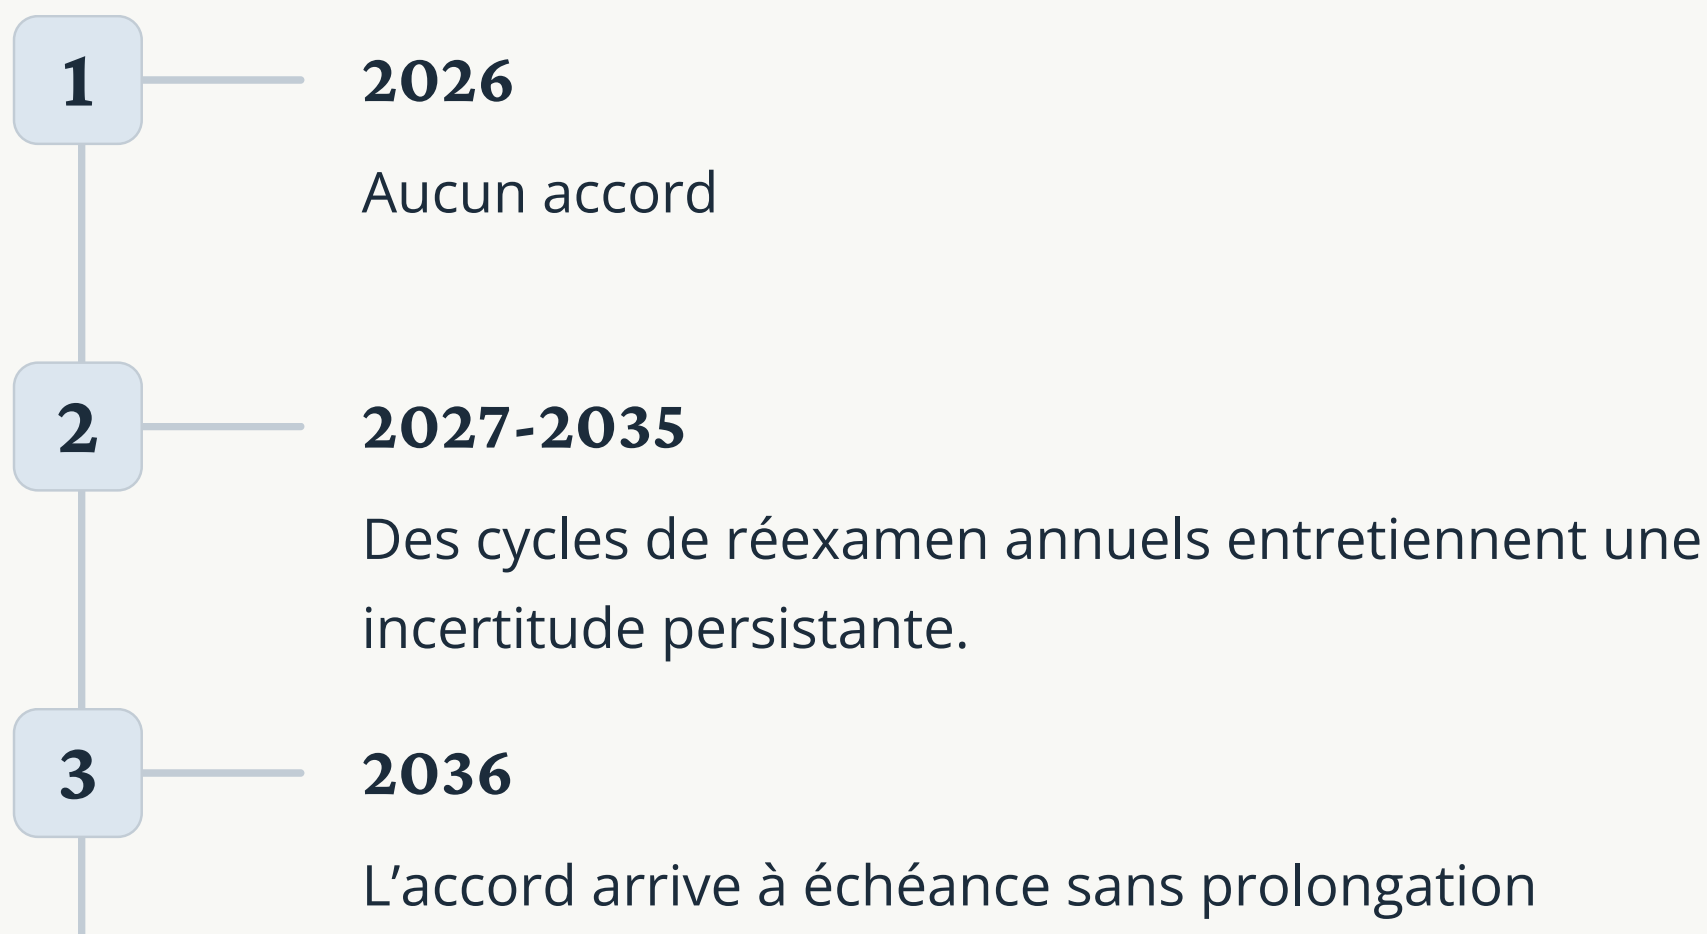 1
2026
Aucun accord
2
2027-2035
Des cycles de réexamen annuels entretiennent une
incertitude persistante.
3
2036
L’accord arrive à échéance sans prolongation